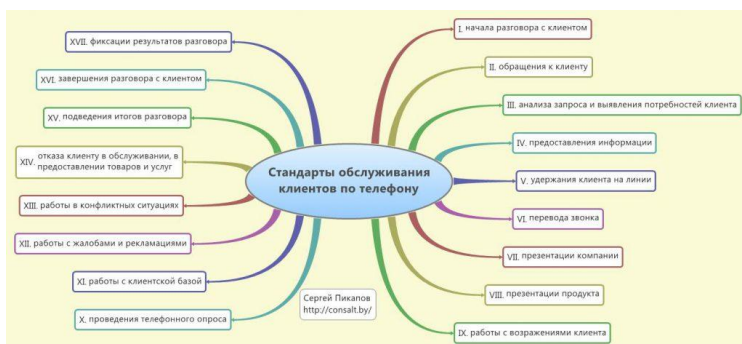 Стандарты обслуживания
клиентов по телефону
I. начала разговора с клиентом
II. обращения к клиенту
III. анализа запроса и выявления потребностей клиента
IV. предоставления информации
V. удержания клиента на линии
VI. перевода звонка
VII. презентации компании
VIII. презентации продукта
IX. работы с возражениями клиента
X. проведения телефонного опроса
XI. работы с клиентской базой
XII. работы с жалобами и рекламациями
XIII. работы в конфликтных ситуациях
XIV. отказа клиенту в обслуживании, в
предоставлении товаров и услуг
XV. подведения итогов разговора
XVI. завершения разговора с клиентом
XVII. фиксации результатов разговора
Сергей Пикапов
http://consalt.by/